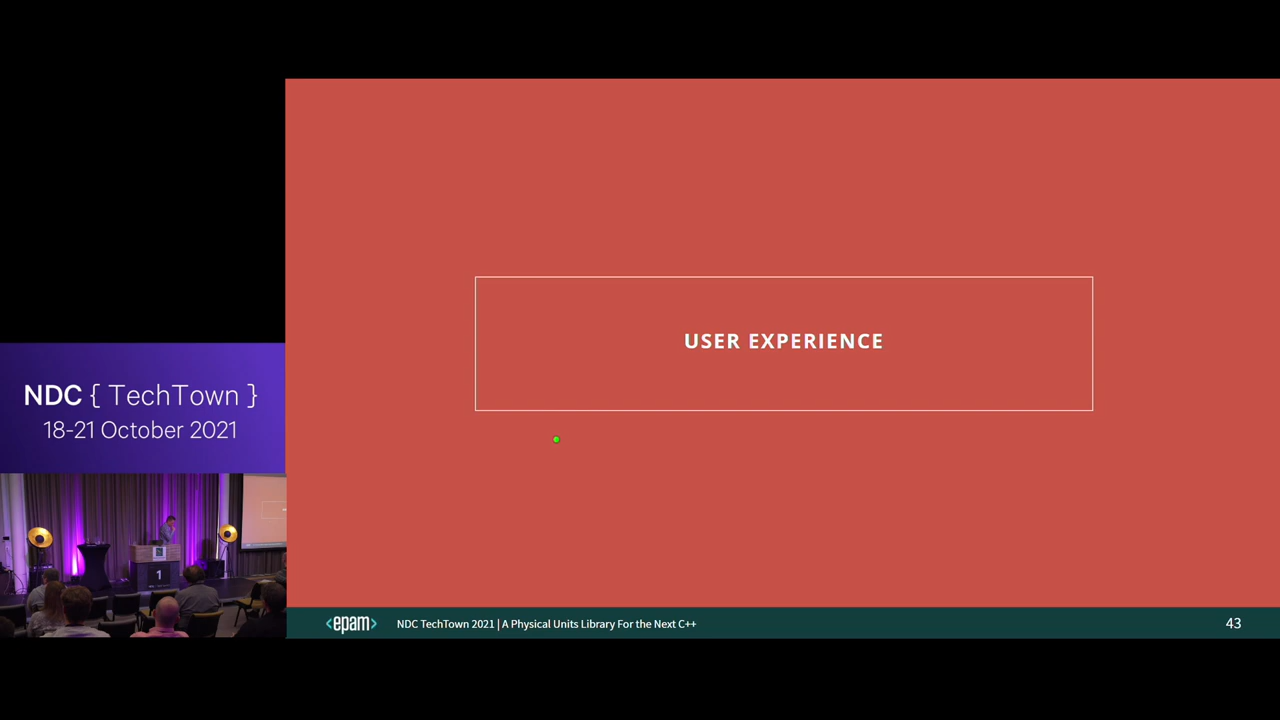 USER EXPERIENCE
NDC { TechTown }
18-21 October 2021
1
<epam>
NDC TechTown 2021 | A Physical Units Library For the Next C++
43